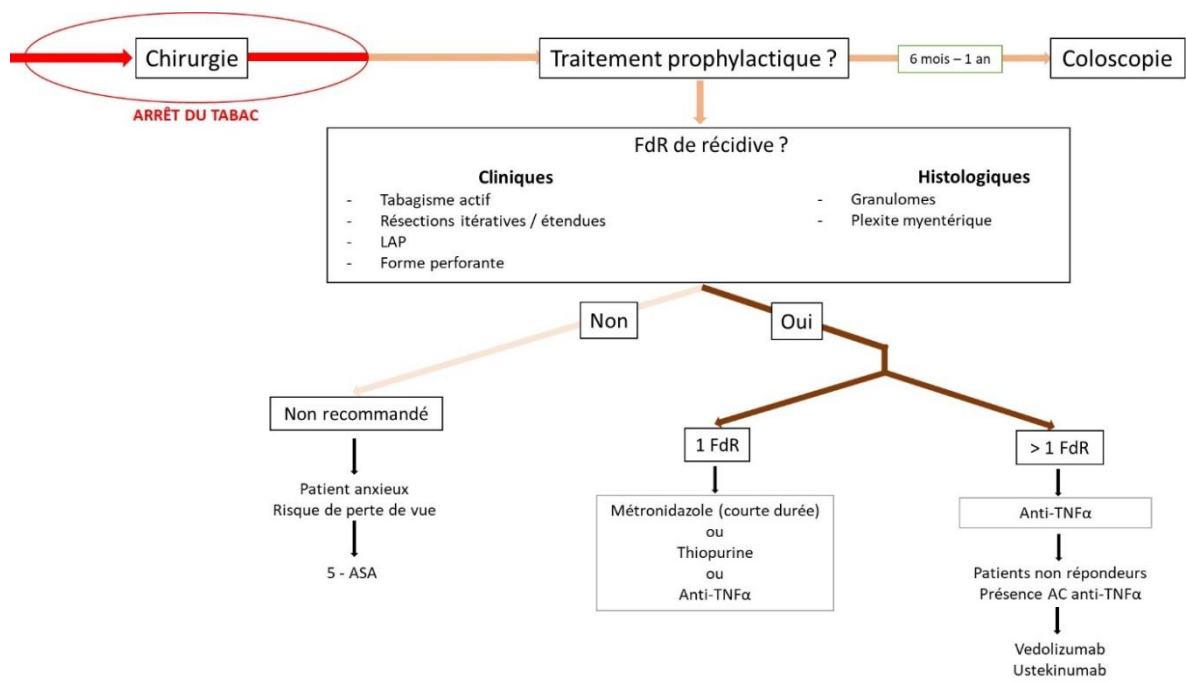 Chirurgie
Traitement prophylactique ?
6 mois – 1 an
Coloscopie
ARRÊT DU TABAC
FdR de récidive ?
Cliniques
- Tabagisme actif
- Résections itératives / étendues
- LAP
- Forme perforante
Histologiques
- Granulomes
- Plexite myentérique
Non
Oui
Non recommandé
Patient anxieux
Risque de perte de vue
5 - ASA
1 FdR
Métronidazole (courte durée)
ou
Thiopurine
ou
Anti-TNFα
> 1 FdR
Anti-TNFα
Patients non répondeurs
Présence AC anti-TNFα
Vedolizumab
Ustekinumab